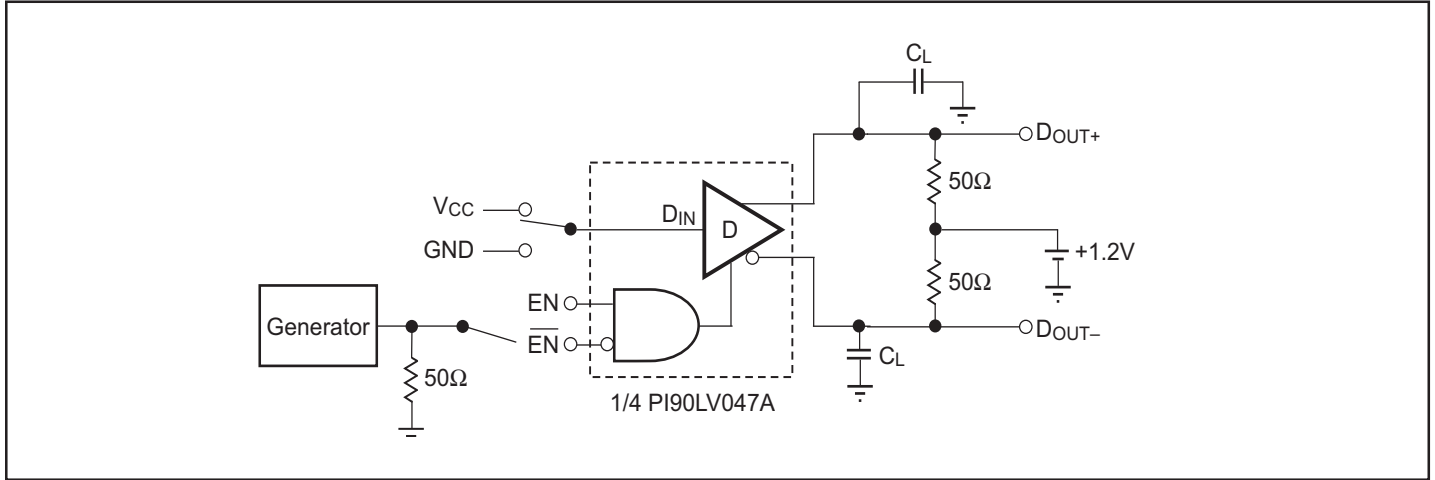 CL
DOUT+
50Ω
VCC
DIN
D
GND
+1.2V
50Ω
EN
Generator
EN
DOUT–
CL
50Ω
1/4 PI90LV047A